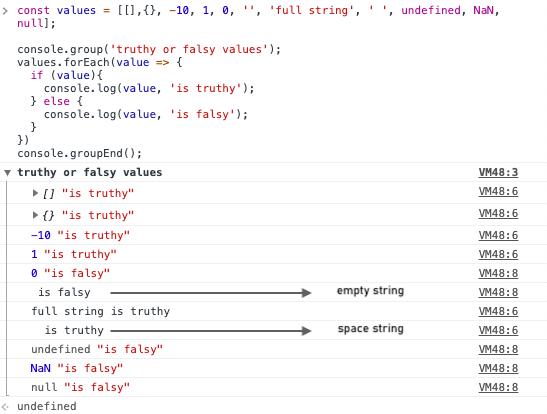 const values = [[],{}, -10, 1, 0, '', 'full string', ' ', undefined, NaN,
null];
console.group('truthy or falsy values');
values.forEach(value => {
if (value){
console.log(value, 'is truthy');
} else {
console.log(value, 'is falsy');
}
})
console.groupEnd();
truthy or falsy values VM48:3
[] "is truthy" VM48:6
{} "is truthy" VM48:6
-10 "is truthy" VM48:6
1 "is truthy" VM48:6
0 "is falsy" VM48:8
is falsy empty string VM48:8
full string is truthy VM48:6
is truthy space string VM48:6
undefined "is falsy" VM48:8
NaN "is falsy" VM48:8
null "is falsy" VM48:8
undefined